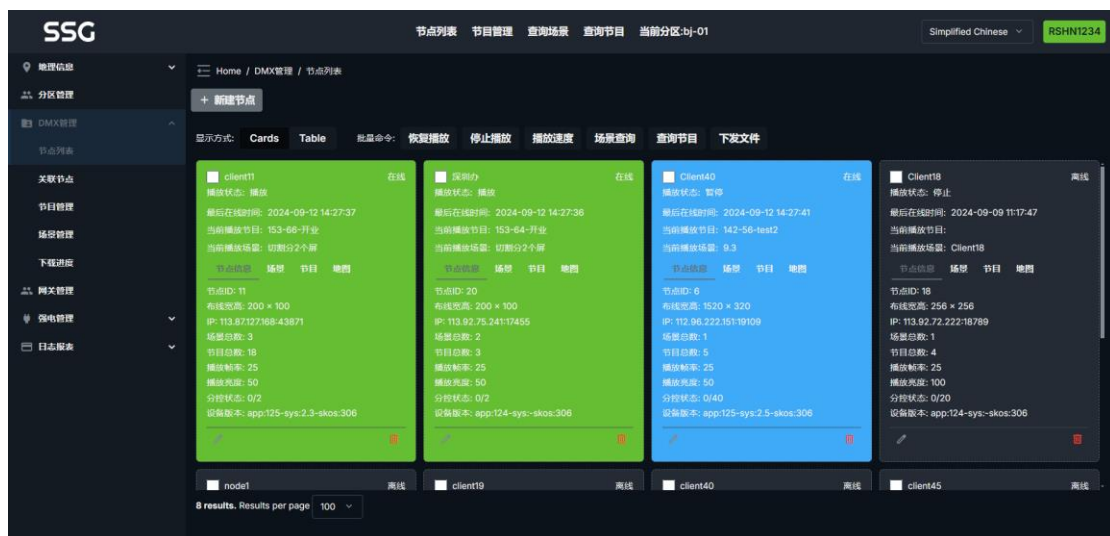 SSG
节点列表 节目管理 查询场景 查询节目 当前分区:bj-01
Simplified Chinese
RSHN1234
地理信息
分区管理
DMX管理
节点列表
关联节点
节目管理
场景管理
下载进度
网关管理
强电管理
日志报表
Home / DMX管理 / 节点列表
+ 新建节点
显示方式: Cards Table 批量命令: 恢复播放 停止播放 播放速度 场景查询 查询节目 下发文件
client11 在线
播放状态: 播放
最后在线时间: 2024-09-12 14:27:37
当前播放节目: 153-66-开业
当前播放场景: 切割分2个屏
节点信息 场景 节目 地图
节点ID: 11
布线宽高: 200 × 100
IP: 113.87.127.168:43871
场景总数: 3
节目总数: 18
播放帧率: 25
播放亮度: 50
分控状态: 0/2
设备版本: app:125-sys:2.3-skos:306
深圳办 在线
播放状态: 播放
最后在线时间: 2024-09-12 14:27:36
当前播放节目: 153-64-开业
当前播放场景: 切割分2个屏
节点信息 场景 节目 地图
节点ID: 20
布线宽高: 200 × 100
IP: 113.92.75.241:17455
场景总数: 2
节目总数: 3
播放帧率: 25
播放亮度: 50
分控状态: 0/2
设备版本: app:124-sys:-skos:306
Client40 在线
播放状态: 暂停
最后在线时间: 2024-09-12 14:27:41
当前播放节目: 142-56-test2
当前播放场景: 9.3
节点信息 场景 节目 地图
节点ID: 6
布线宽高: 1520 × 320
IP: 112.96.222.151:19109
场景总数: 1
节目总数: 5
播放帧率: 25
播放亮度: 50
分控状态: 0/40
设备版本: app:125-sys:2.5-skos:306
Client18 离线
播放状态: 停止
最后在线时间: 2024-09-09 11:17:47
当前播放节目:
当前播放场景: Client18
节点信息 场景 节目 地图
节点ID: 18
布线宽高: 256 × 256
IP: 113.92.72.222:18789
场景总数: 1
节目总数: 4
播放帧率: 25
播放亮度: 100
分控状态: 0/20
设备版本: app:124-sys:-skos:306
node1 离线
client19 离线
client40 离线
client45 离线
8 results. Results per page 100